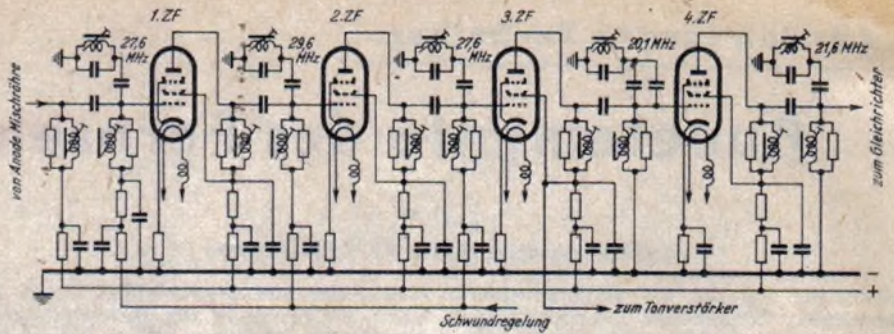 1. ZF
2. ZF
3. ZF
4. ZF
27,6 MHz
29,6 MHz
27,6 MHz
20,1 MHz
21,6 MHz
von Anode Mischröhre
zum Gleichrichter
−
+
zum Tonverstärker
Schwundregelung